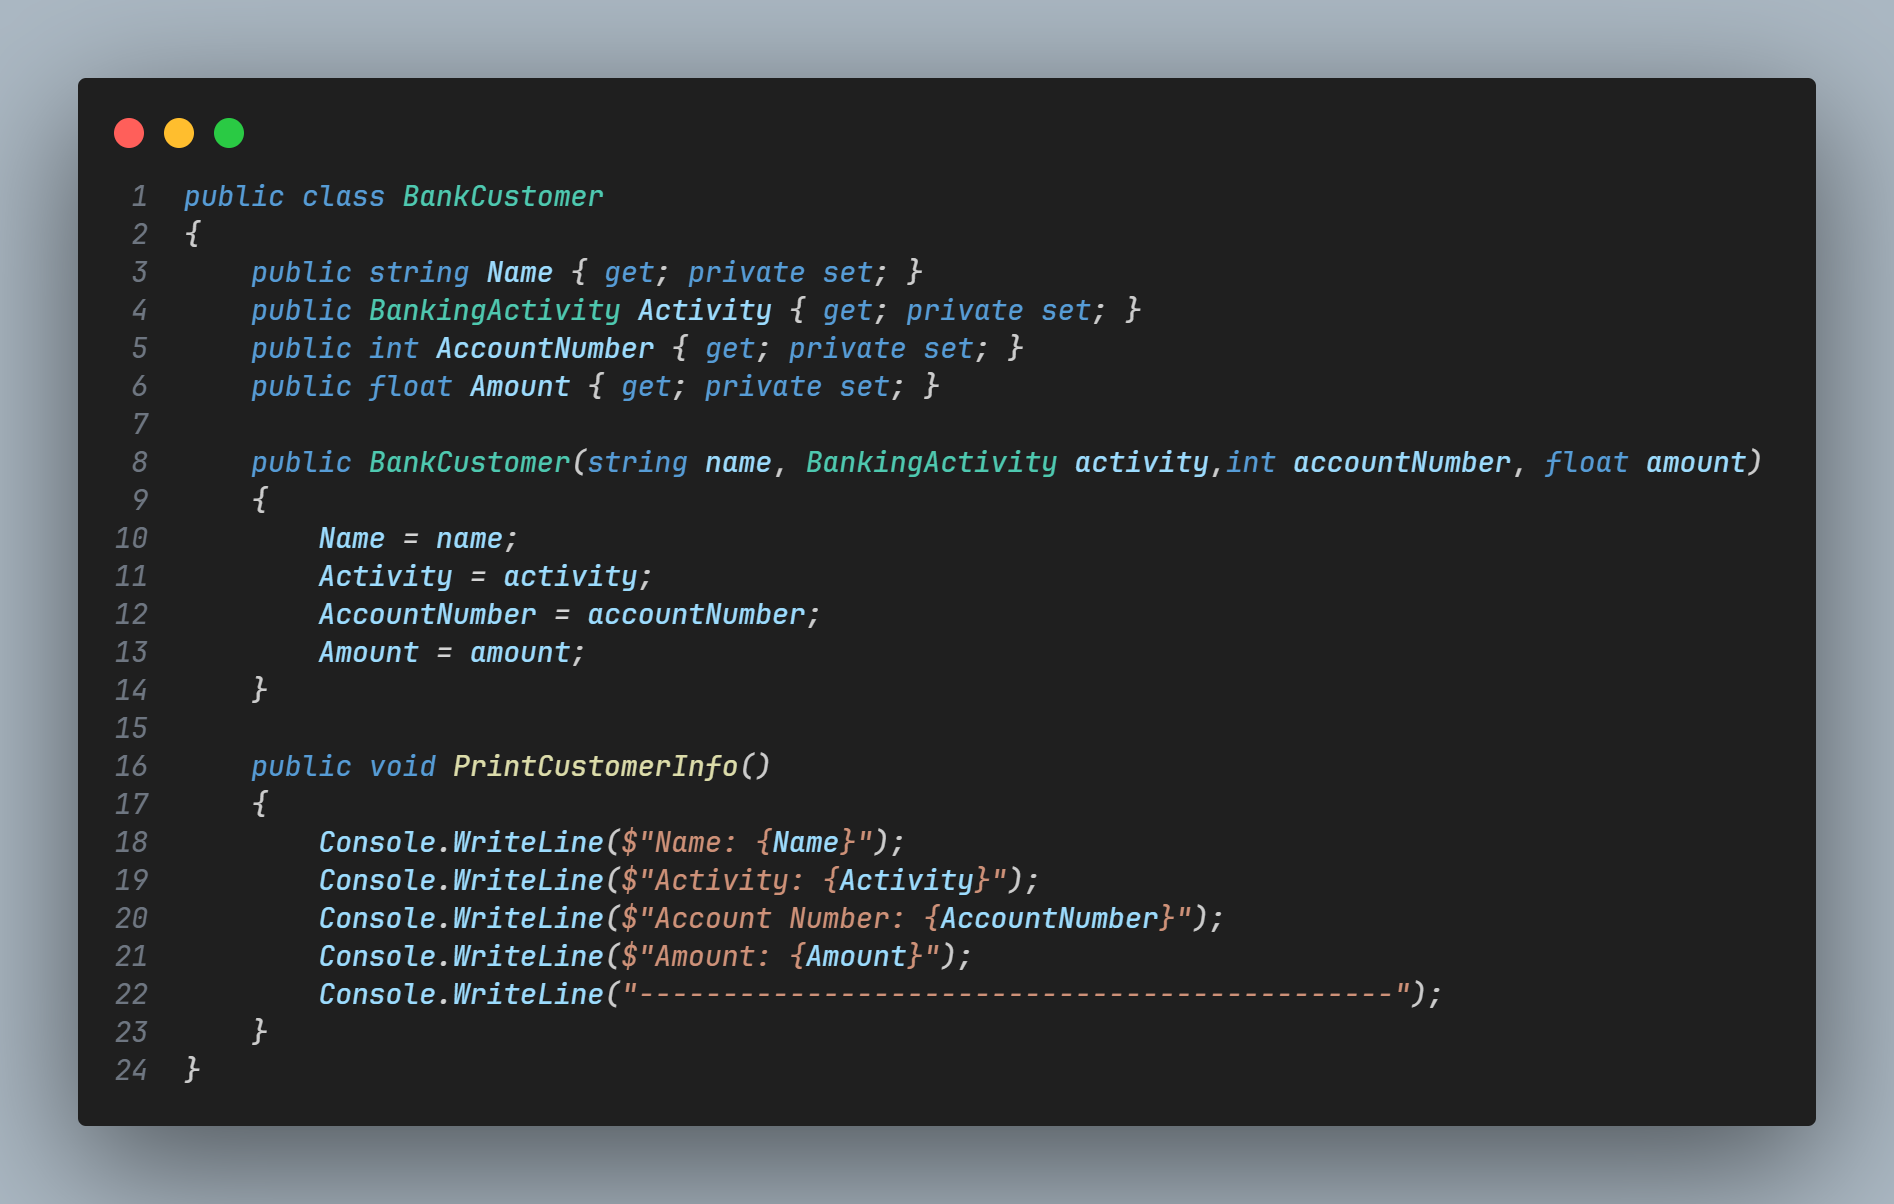 1 public class BankCustomer
2 {
3     public string Name { get; private set; }
4     public BankingActivity Activity { get; private set; }
5     public int AccountNumber { get; private set; }
6     public float Amount { get; private set; }
7
8     public BankCustomer(string name, BankingActivity activity,int accountNumber, float amount)
9     {
10         Name = name;
11         Activity = activity;
12         AccountNumber = accountNumber;
13         Amount = amount;
14     }
15
16     public void PrintCustomerInfo()
17     {
18         Console.WriteLine($"Name: {Name}");
19         Console.WriteLine($"Activity: {Activity}");
20         Console.WriteLine($"Account Number: {AccountNumber}");
21         Console.WriteLine($"Amount: {Amount}");
22         Console.WriteLine("---------------------------------------------");
23     }
24 }